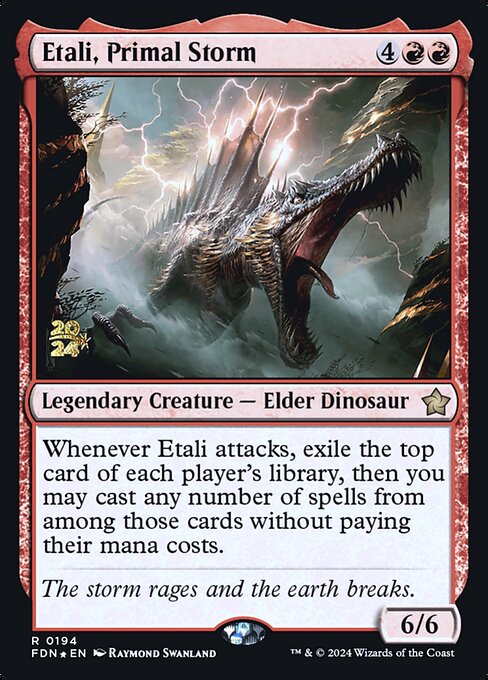 Etali, Primal Storm 4
2024
Legendary Creature — Elder Dinosaur
Whenever Etali attacks, exile the top
card of each player's library, then you
may cast any number of spells from
among those cards without paying
their mana costs.
The storm rages and the earth breaks.
6/6
R 0194
FDN★EN Raymond Swanland
™ & © 2024 Wizards of the Coast